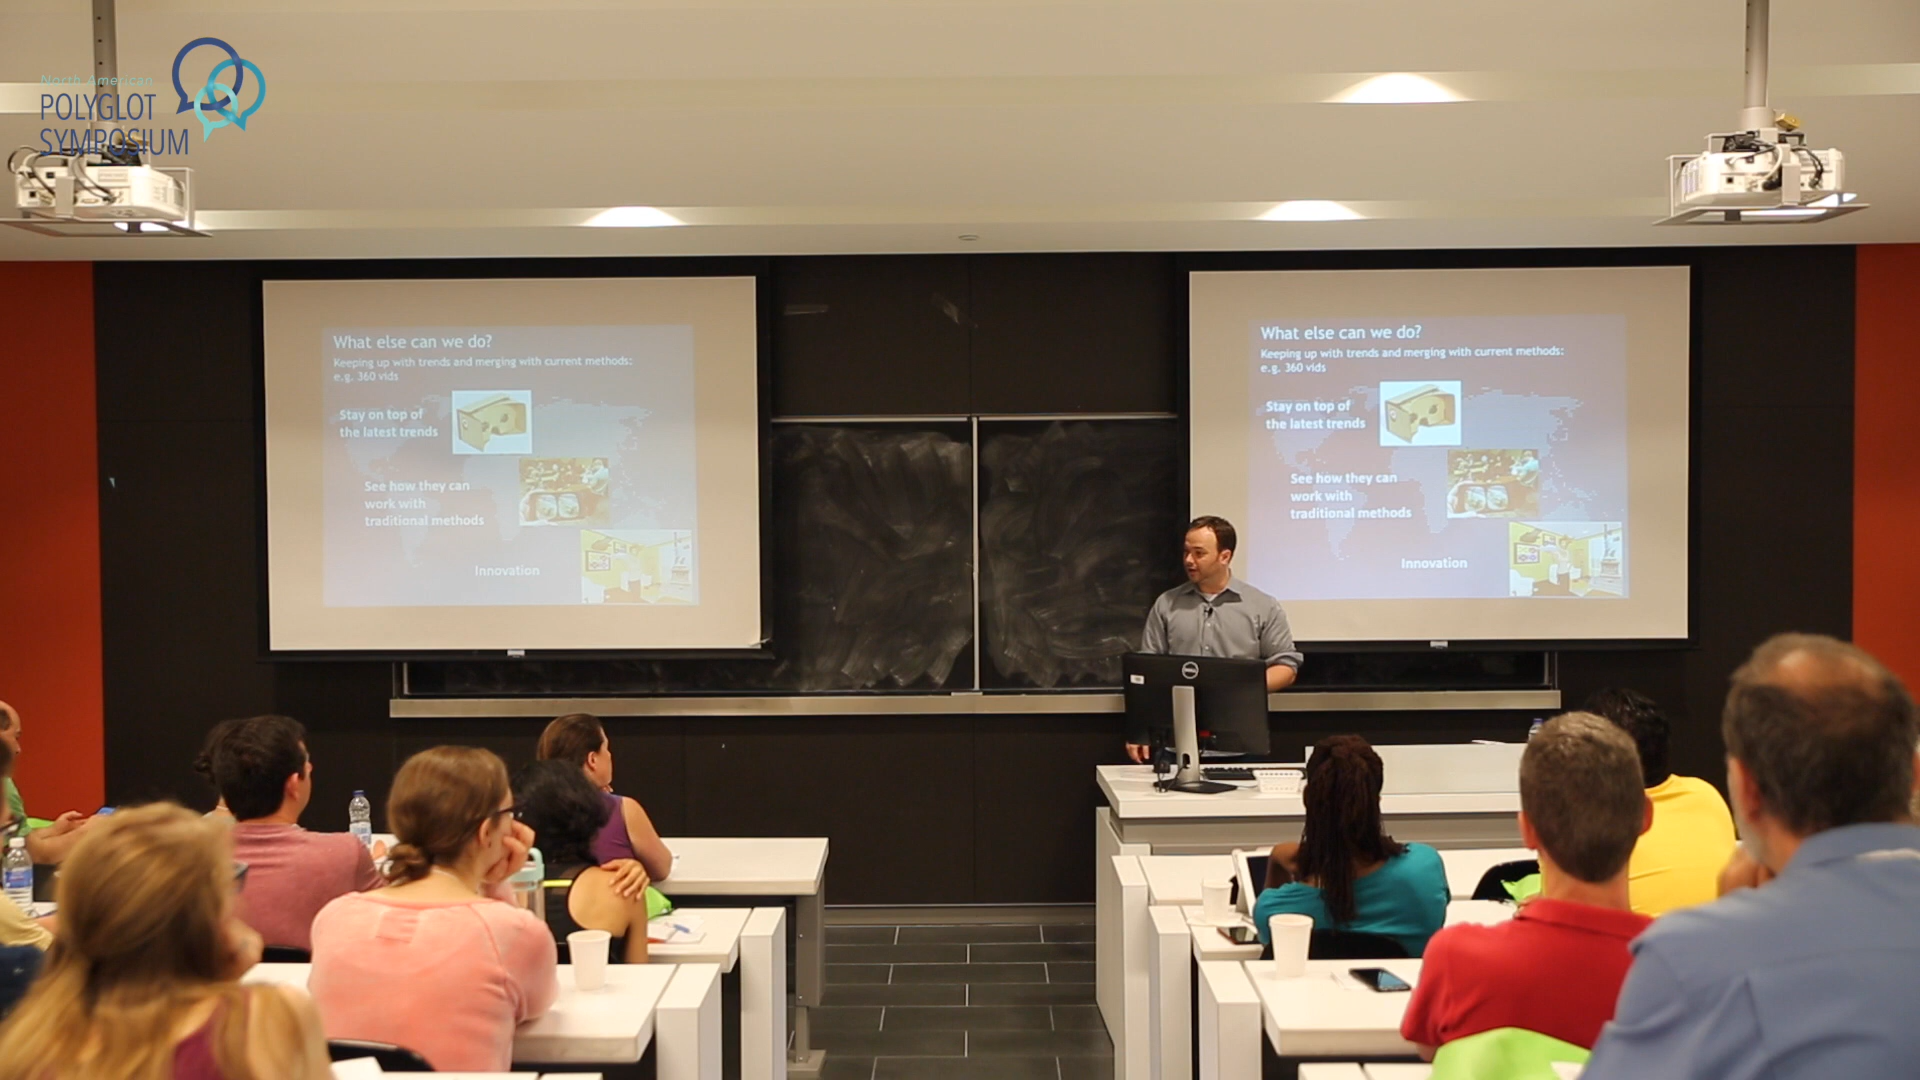 North American
POLYGLOT
SYMPOSIUM
What else can we do?
Keeping up with trends and merging with current methods:
e.g. 360 vids
Stay on top of
the latest trends
See how they can
work with
traditional methods
Innovation
What else can we do?
Keeping up with trends and merging with current methods:
e.g. 360 vids
Stay on top of
the latest trends
See how they can
work with
traditional methods
Innovation
DELL